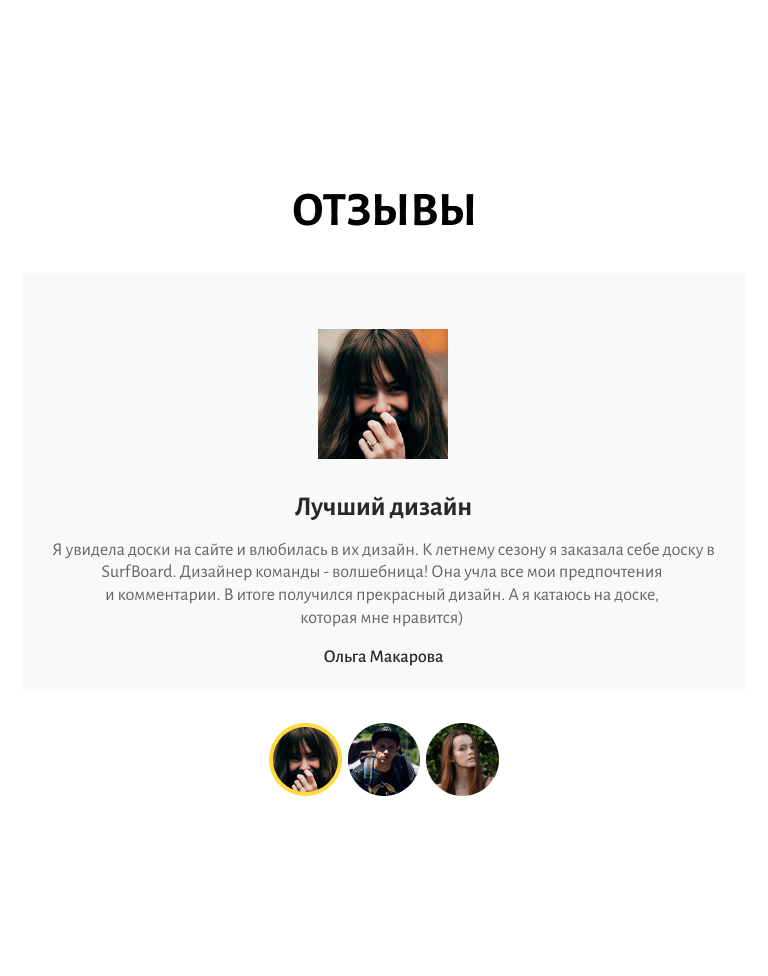 ОТЗЫВЫ
Лучший дизайн
Я увидела доски на сайте и влюбилась в их дизайн. К летнему сезону я заказала себе доску в
SurfBoard. Дизайнер команды - волшебница! Она учла все мои предпочтения
и комментарии. В итоге получился прекрасный дизайн. А я катаюсь на доске,
которая мне нравится)
Ольга Макарова